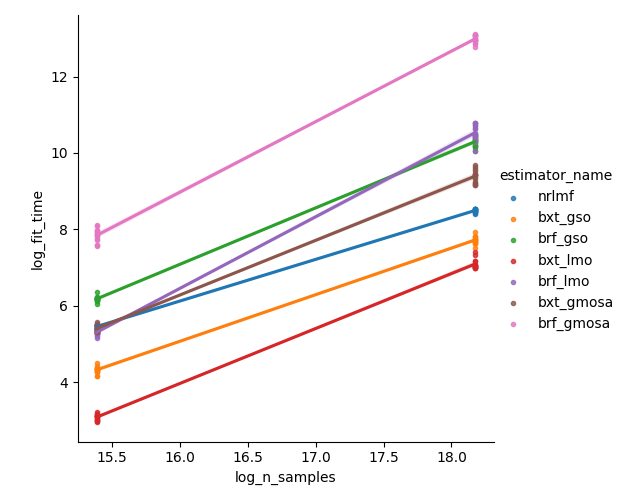 12
10
8
6
4
log_fit_time
15.5 16.0 16.5 17.0 17.5 18.0
log_n_samples
estimator_name
nrlmf
bxt_gso
brf_gso
bxt_lmo
brf_lmo
bxt_gmosa
brf_gmosa